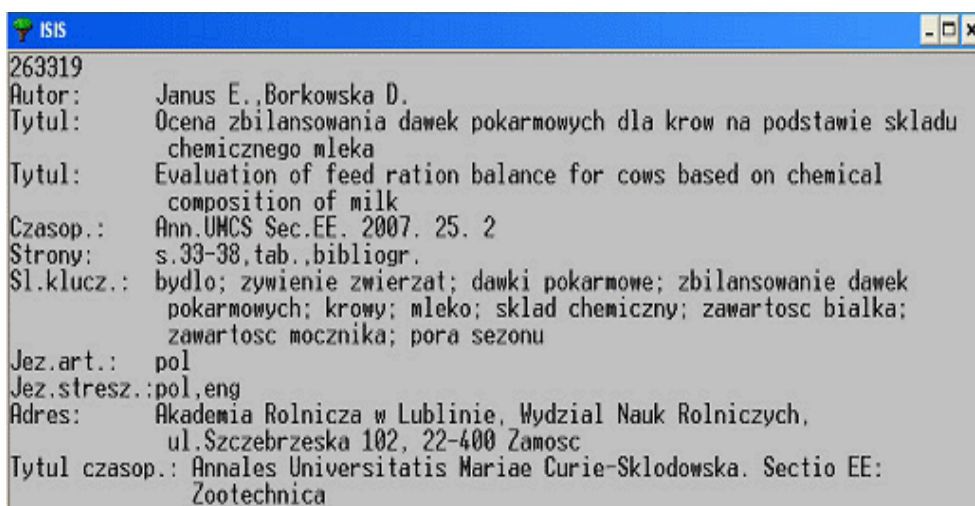 ISIS
263319
Autor: Janus E.,Borkowska D.
Tytul: Ocena zbilansowania dawek pokarmowych dla krow na podstawie skladu
chemicznego mleka
Tytul: Evaluation of feed ration balance for cows based on chemical
composition of milk
Czasop.: Ann.UMCS Sec.EE. 2007. 25. 2
Strony: s.33-38,tab.,bibliogr.
Sl.klucz.: bydlo; zywienie zwierzat; dawki pokarmowe; zbilansowanie dawek
pokarmowych; krowy; mleko; sklad chemiczny; zawartosc bialka;
zawartosc mocznika; pora sezonu
Jez.art.: pol
Jez.stresz.:pol,eng
Adres: Akademia Rolnicza w Lublinie, Wydzial Nauk Rolniczych,
ul.Szczebrzeska 102, 22-400 Zamosc
Tytul czasop.: Annales Universitatis Mariae Curie-Sklodowska. Sectio EE:
Zootechnica